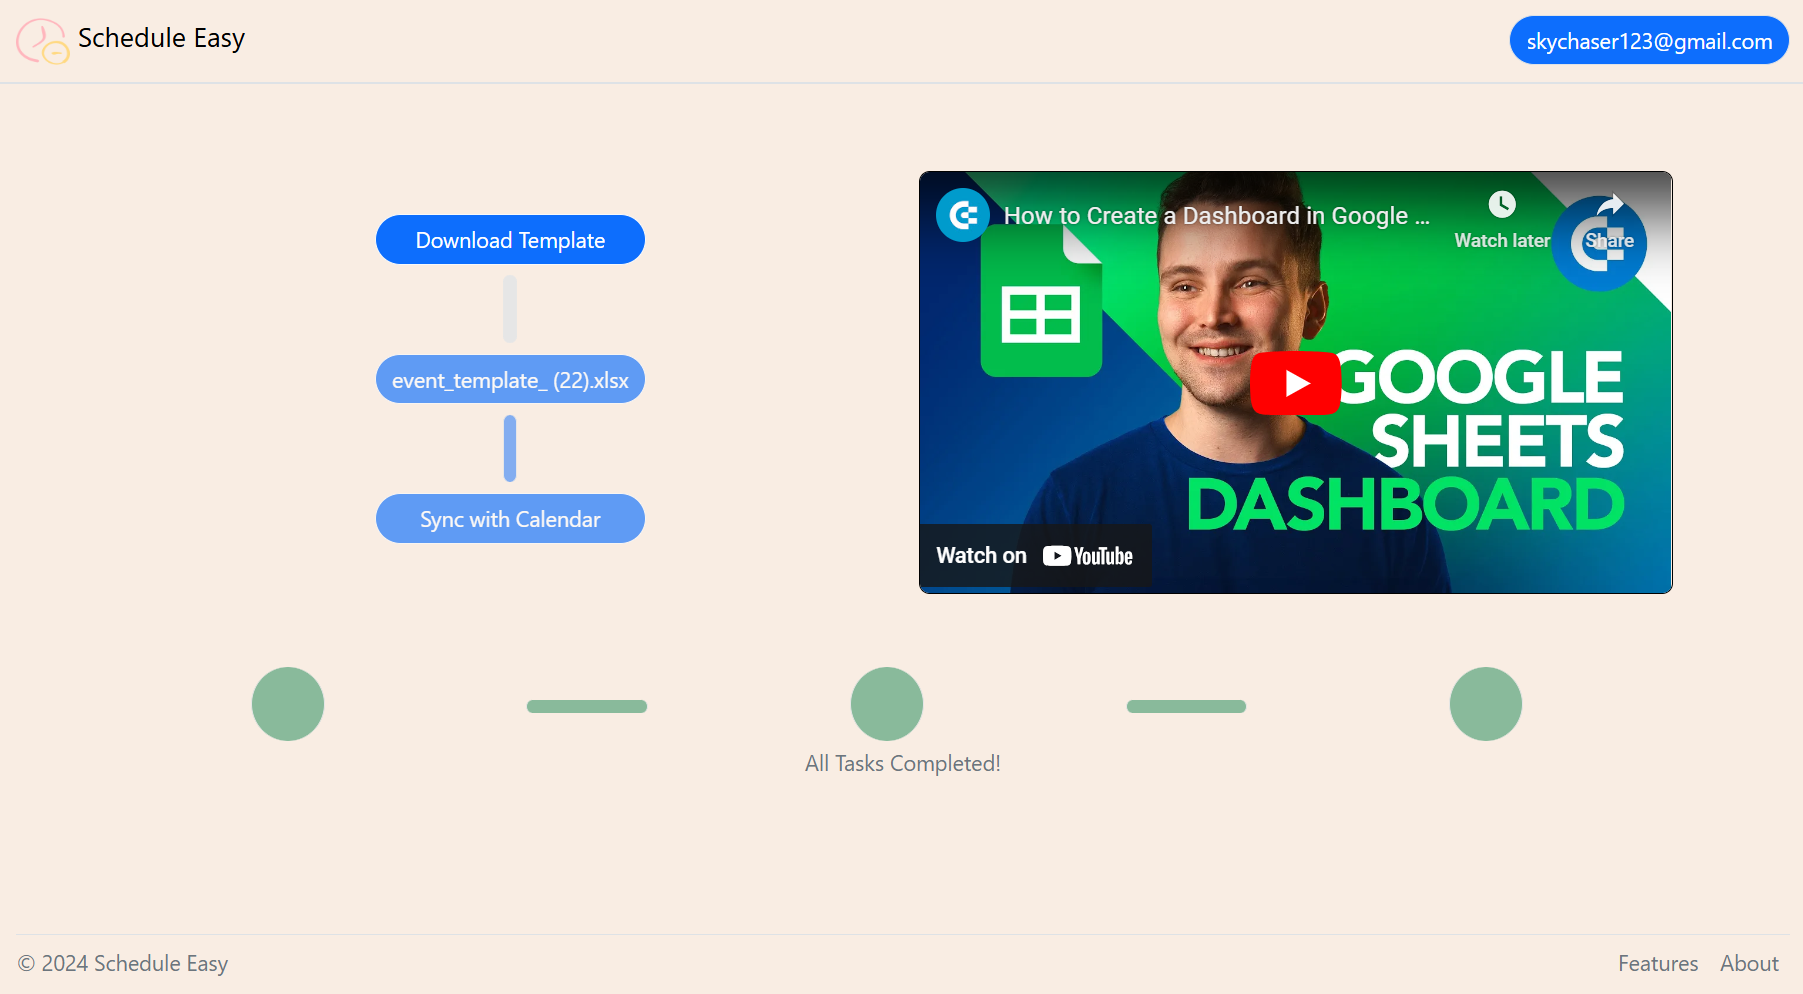 Schedule Easy
skychaser123@gmail.com
Download Template
event_template_ (22).xlsx
Sync with Calendar
How to Create a Dashboard in Google ...
Watch later
Share
GOOGLE
SHEETS
DASHBOARD
Watch on YouTube
All Tasks Completed!
© 2024 Schedule Easy
Features About